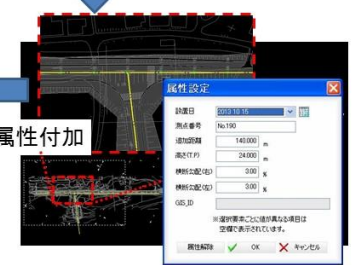 属性設定
設置日 2013-10-15
測点番号 No.190
追加距離 140.000 m
高さ(T.P) 24.000 m
横断勾配(右) 3.00 %
横断勾配(左) 3.00 %
GIS_ID
※選択要素ごとに値が異なる項目は
空欄で表示されています。
属性解除 OK キャンセル
属性付加